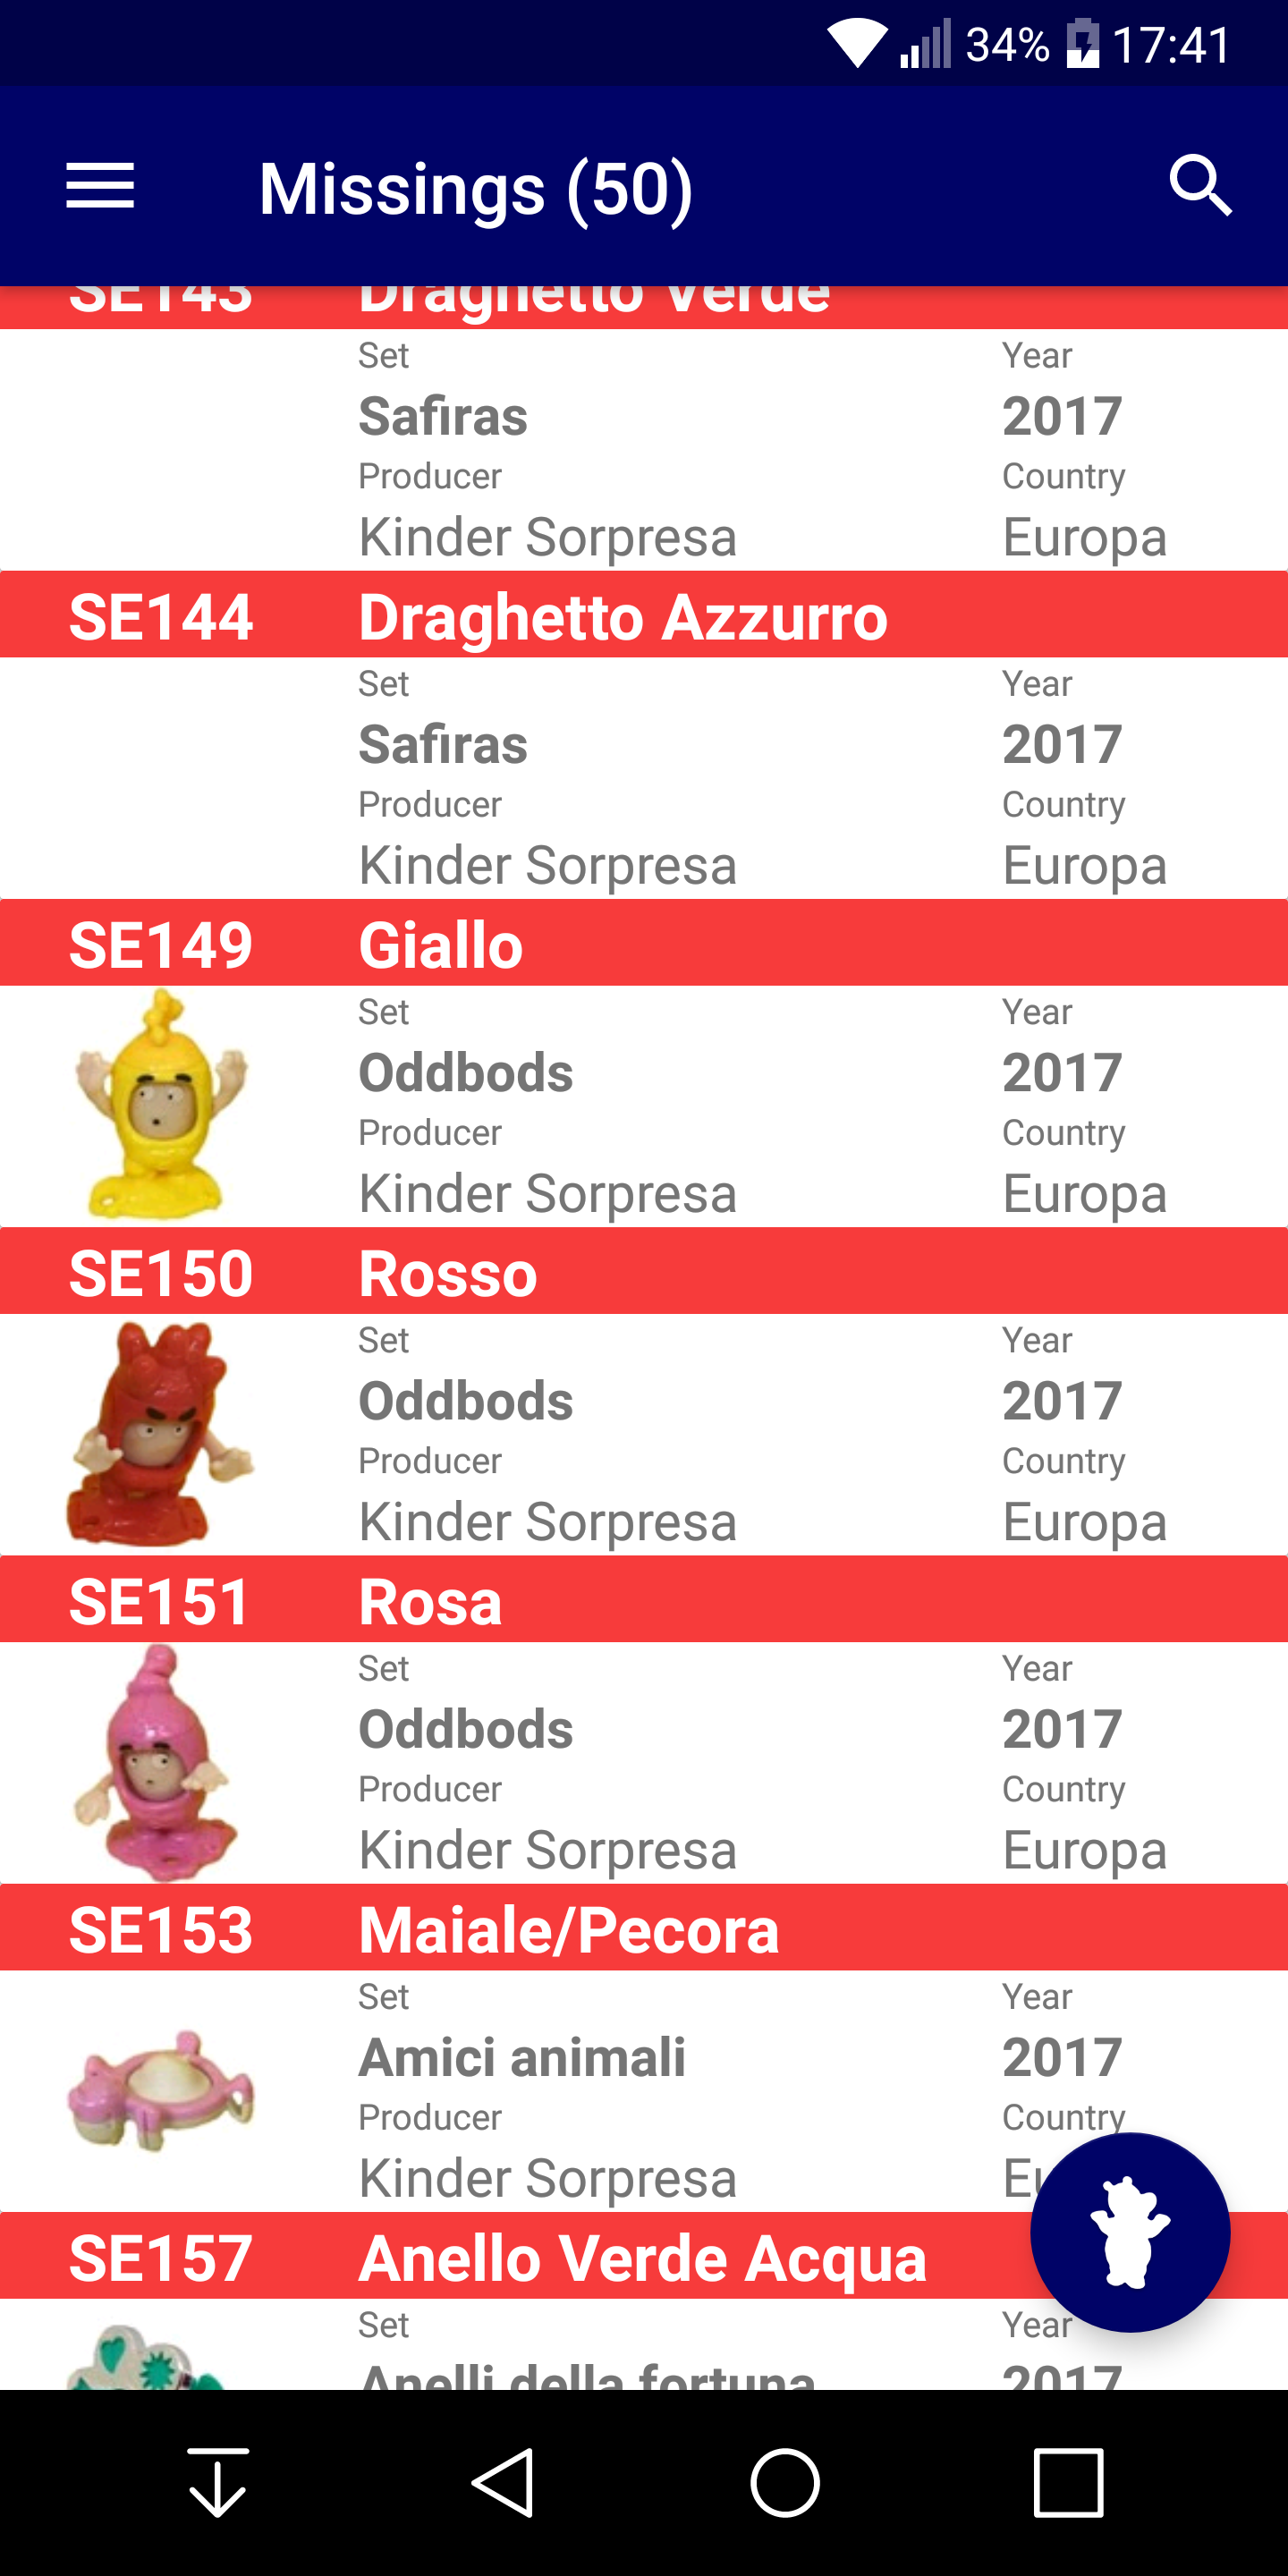 34% 17:41
Missings (50)
SE143 Draghetto Verde
Set Year
Safiras 2017
Producer Country
Kinder Sorpresa Europa
SE144 Draghetto Azzurro
Set Year
Safiras 2017
Producer Country
Kinder Sorpresa Europa
SE149 Giallo
Set Year
Oddbods 2017
Producer Country
Kinder Sorpresa Europa
SE150 Rosso
Set Year
Oddbods 2017
Producer Country
Kinder Sorpresa Europa
SE151 Rosa
Set Year
Oddbods 2017
Producer Country
Kinder Sorpresa Europa
SE153 Maiale/Pecora
Set Year
Amici animali 2017
Producer Country
Kinder Sorpresa Eu
SE157 Anello Verde Acqua
Set Year
Anelli della fortuna 2017